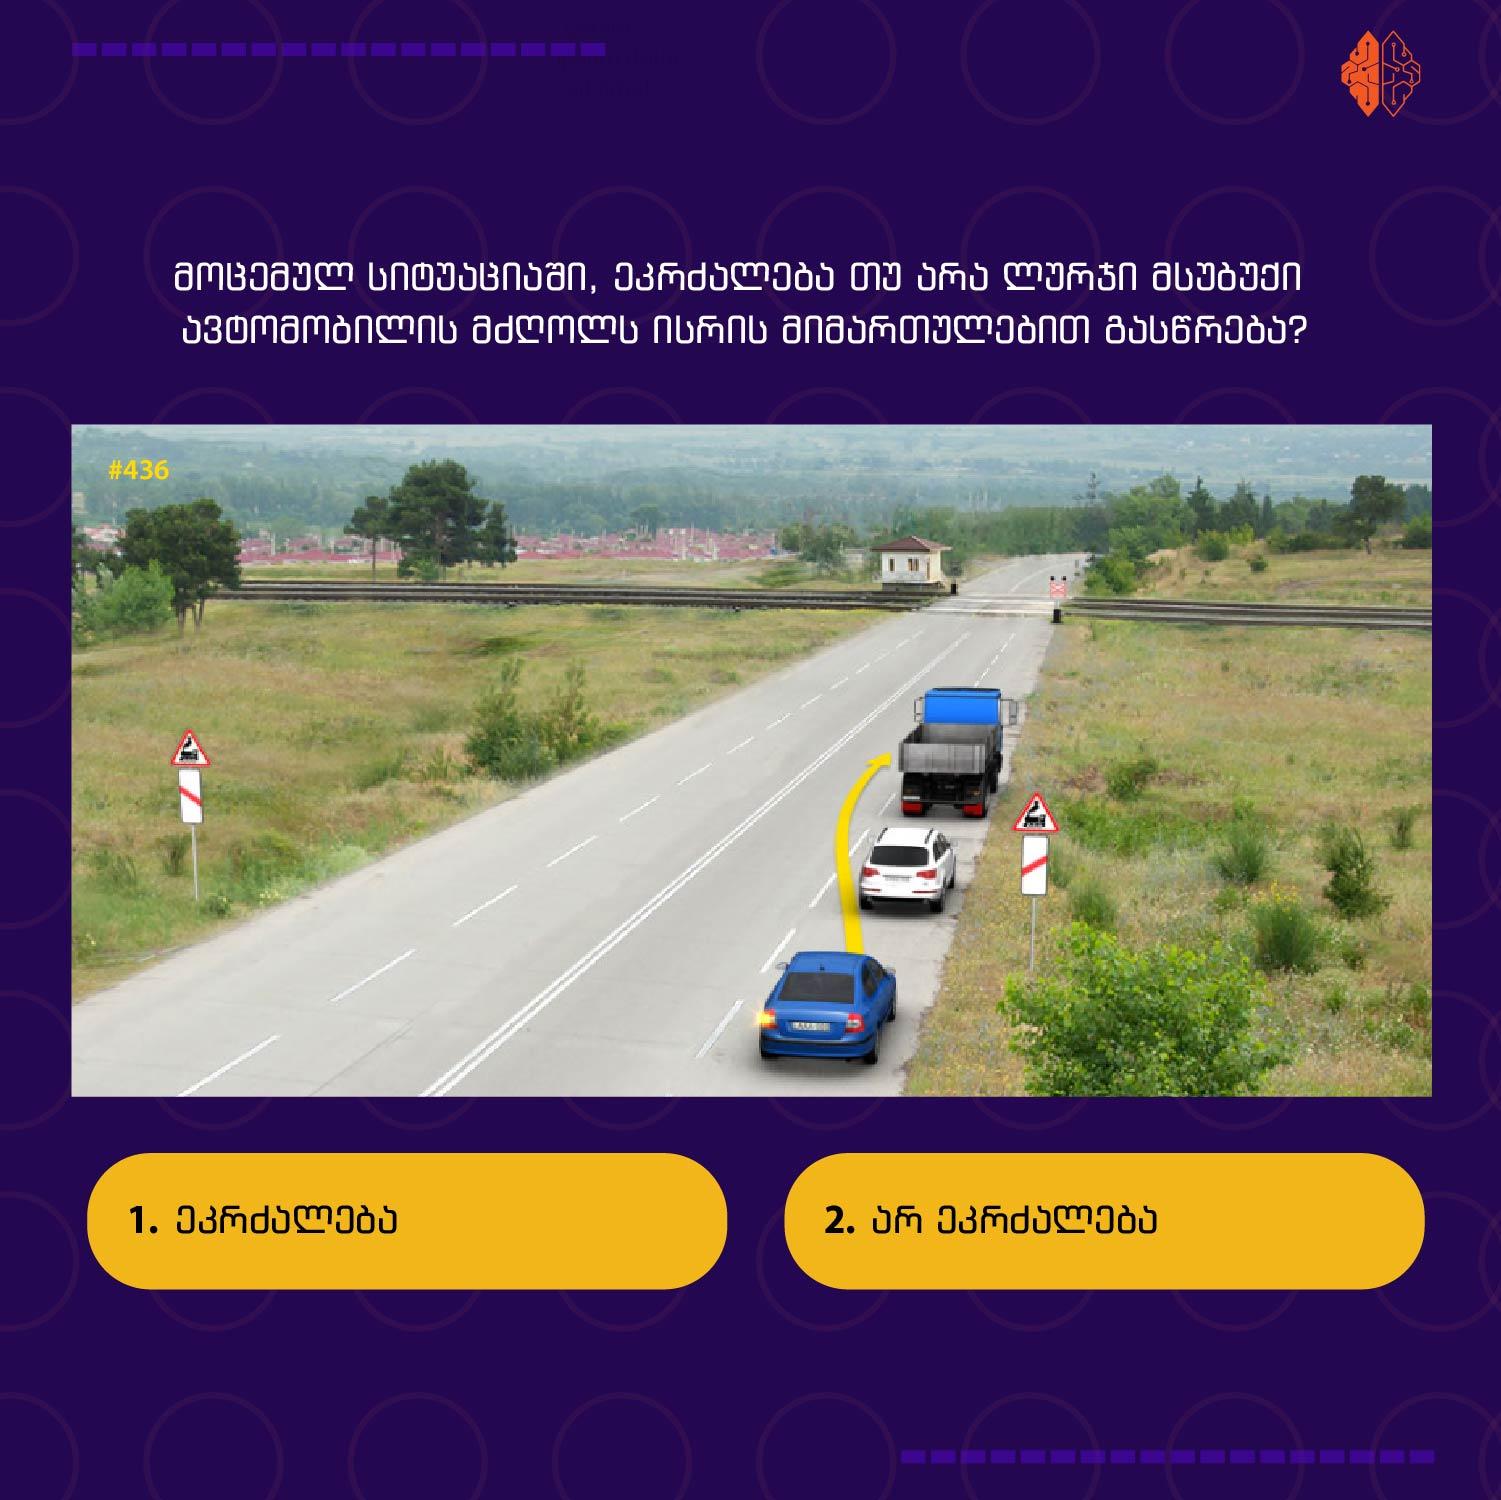 მოცემულ სიტუაციაში, ეკრძალება თუ არა ლურჯი მსუბუქი
ავტომობილის მძღოლს ისრის მიმართულებით გასწრება?
#436
1. ეკრძალება
2. არ ეკრძალება